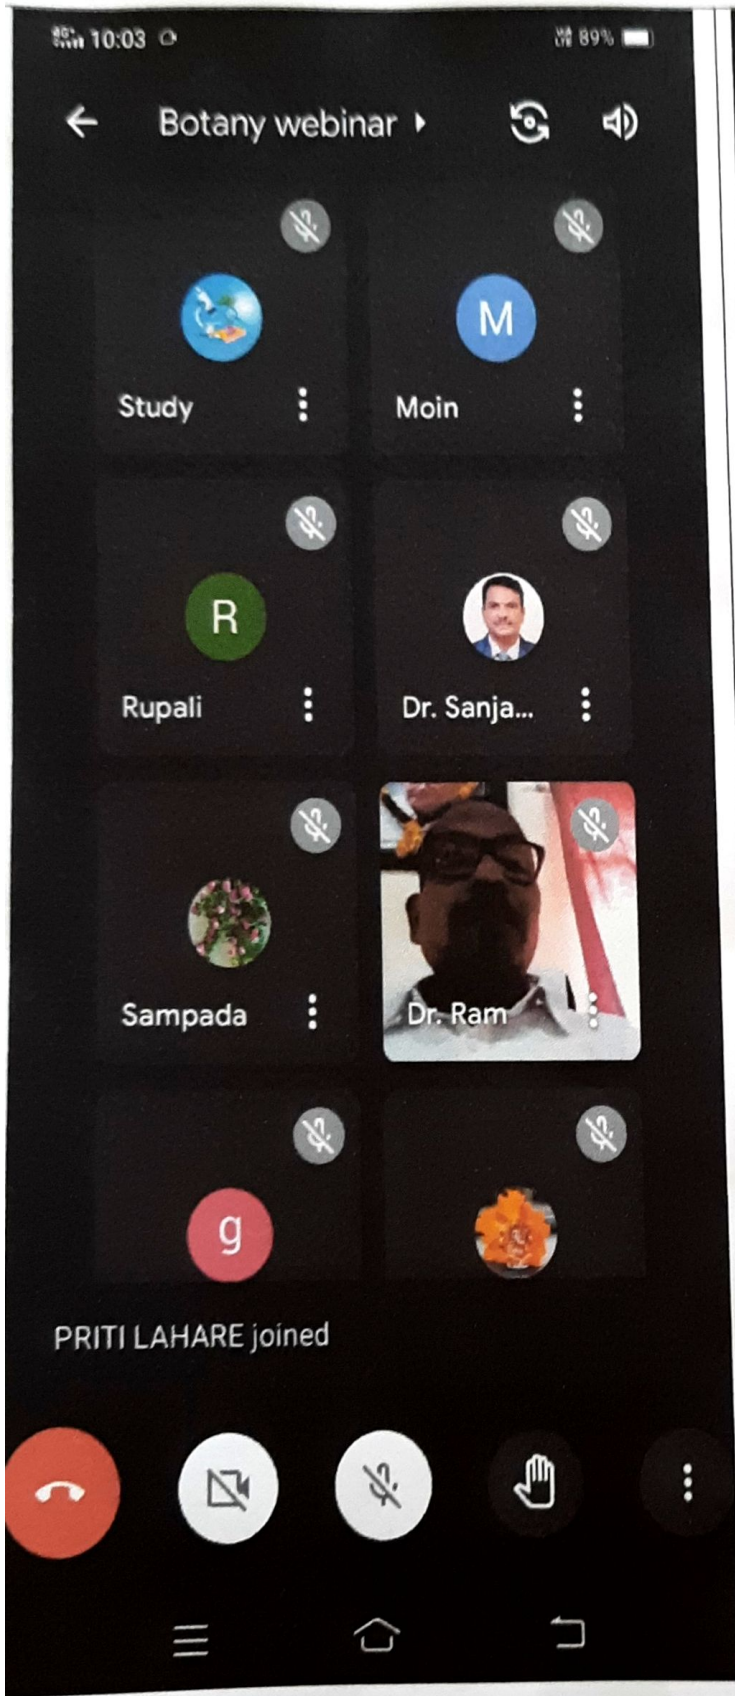 10:03 89%
Botany webinar
M
Study Moin
R
Rupali Dr. Sanja...
Sampada Dr. Ram
g
PRITI LAHARE joined